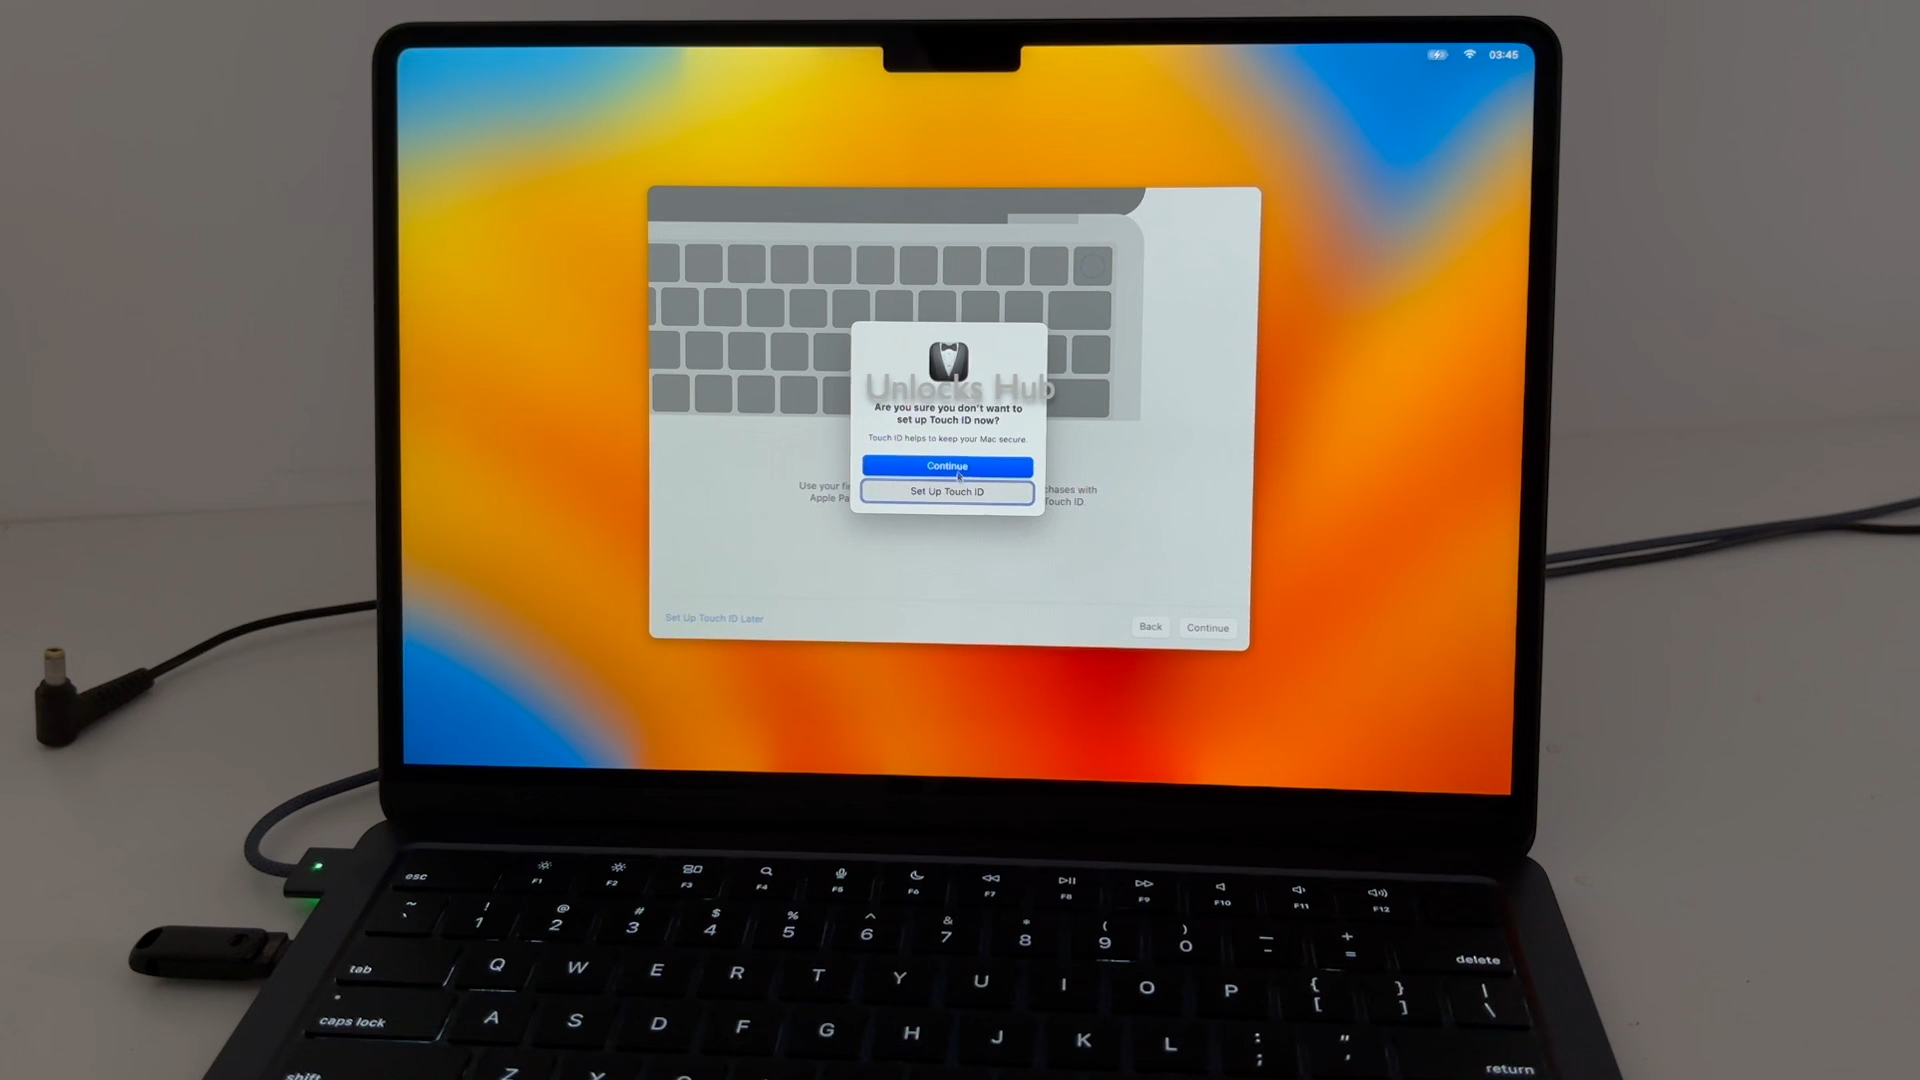 03:45
Unlocks Hub
Are you sure you don't want to
set up Touch ID now?
Touch ID helps to keep your Mac secure.
Continue
Set Up Touch ID
Use your fi
chases with
Apple Pa
Touch ID.
Set Up Touch ID Later
Back
Continue
esc
F1
F2
F3
F4
F5
F6
F7
F8
F9
F10
F11
F12
~ `
! 1
@ 2
# 3
$ 4
% 5
^ 6
& 7
* 8
( 9
) 0
— -
+ =
delete
tab
Q W E R T Y U I O P
{ [
} ]
| \
caps lock
A S D F G H J K L
: ;
" '
return
shift
Z